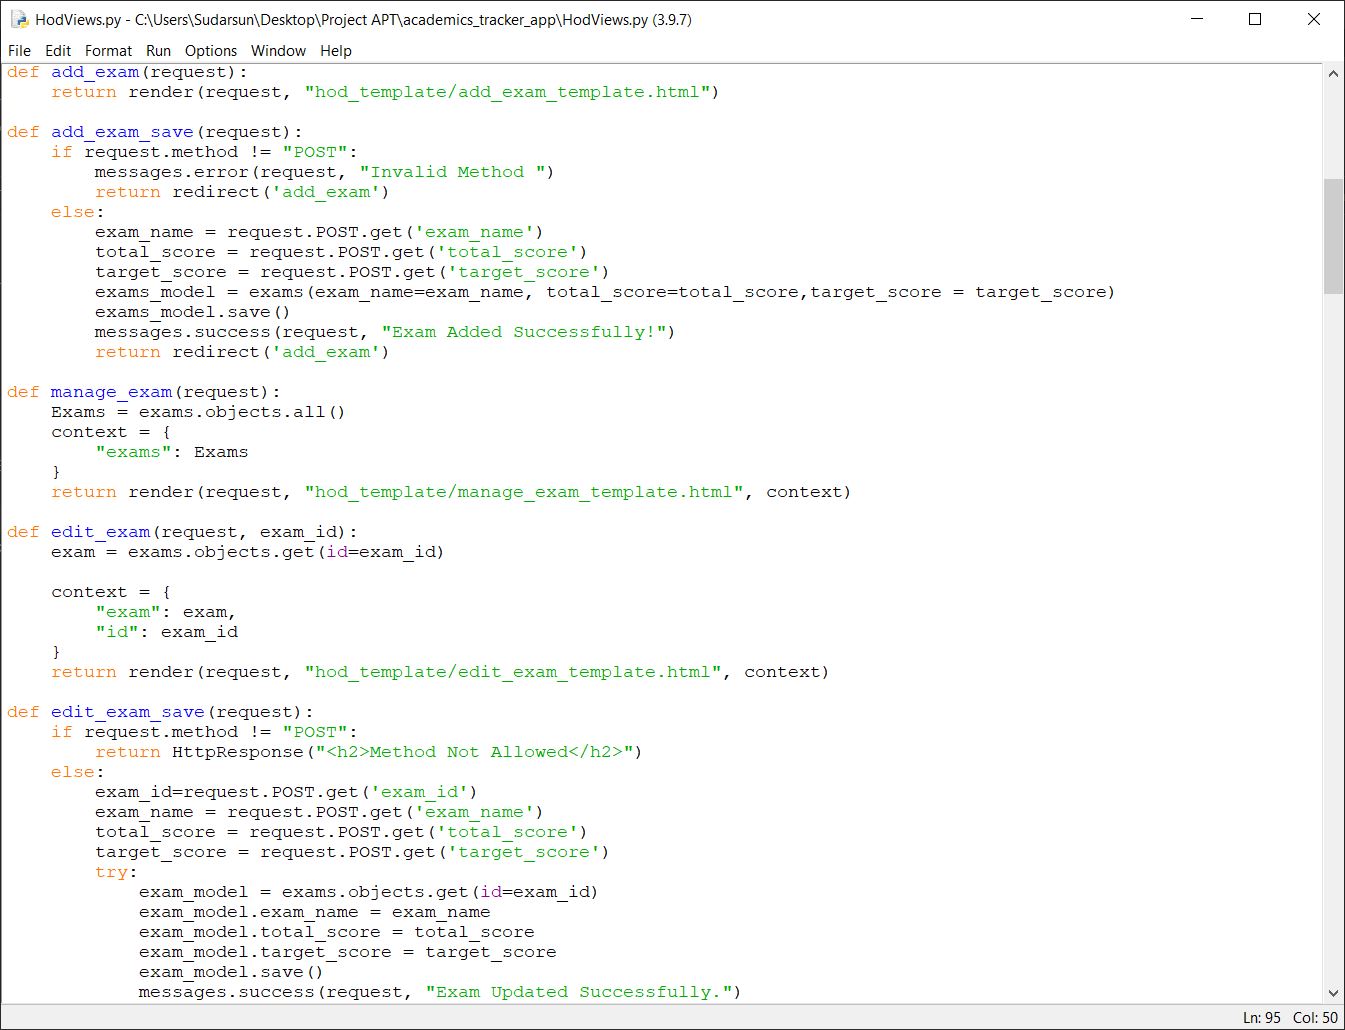 HodViews.py - C:\Users\Sudarsun\Desktop\Project APT\academics_tracker_app\HodViews.py (3.9.7)
File Edit Format Run Options Window Help
def add_exam(request):
    return render(request, "hod_template/add_exam_template.html")

def add_exam_save(request):
    if request.method != "POST":
        messages.error(request, "Invalid Method ")
        return redirect('add_exam')
    else:
        exam_name = request.POST.get('exam_name')
        total_score = request.POST.get('total_score')
        target_score = request.POST.get('target_score')
        exams_model = exams(exam_name=exam_name, total_score=total_score,target_score = target_score)
        exams_model.save()
        messages.success(request, "Exam Added Successfully!")
        return redirect('add_exam')

def manage_exam(request):
    Exams = exams.objects.all()
    context = {
        "exams": Exams
    }
    return render(request, "hod_template/manage_exam_template.html", context)

def edit_exam(request, exam_id):
    exam = exams.objects.get(id=exam_id)

    context = {
        "exam": exam,
        "id": exam_id
    }
    return render(request, "hod_template/edit_exam_template.html", context)

def edit_exam_save(request):
    if request.method != "POST":
        return HttpResponse("<h2>Method Not Allowed</h2>")
    else:
        exam_id=request.POST.get('exam_id')
        exam_name = request.POST.get('exam_name')
        total_score = request.POST.get('total_score')
        target_score = request.POST.get('target_score')
        try:
            exam_model = exams.objects.get(id=exam_id)
            exam_model.exam_name = exam_name
            exam_model.total_score = total_score
            exam_model.target_score = target_score
            exam_model.save()
            messages.success(request, "Exam Updated Successfully.")
Ln: 95 Col: 50